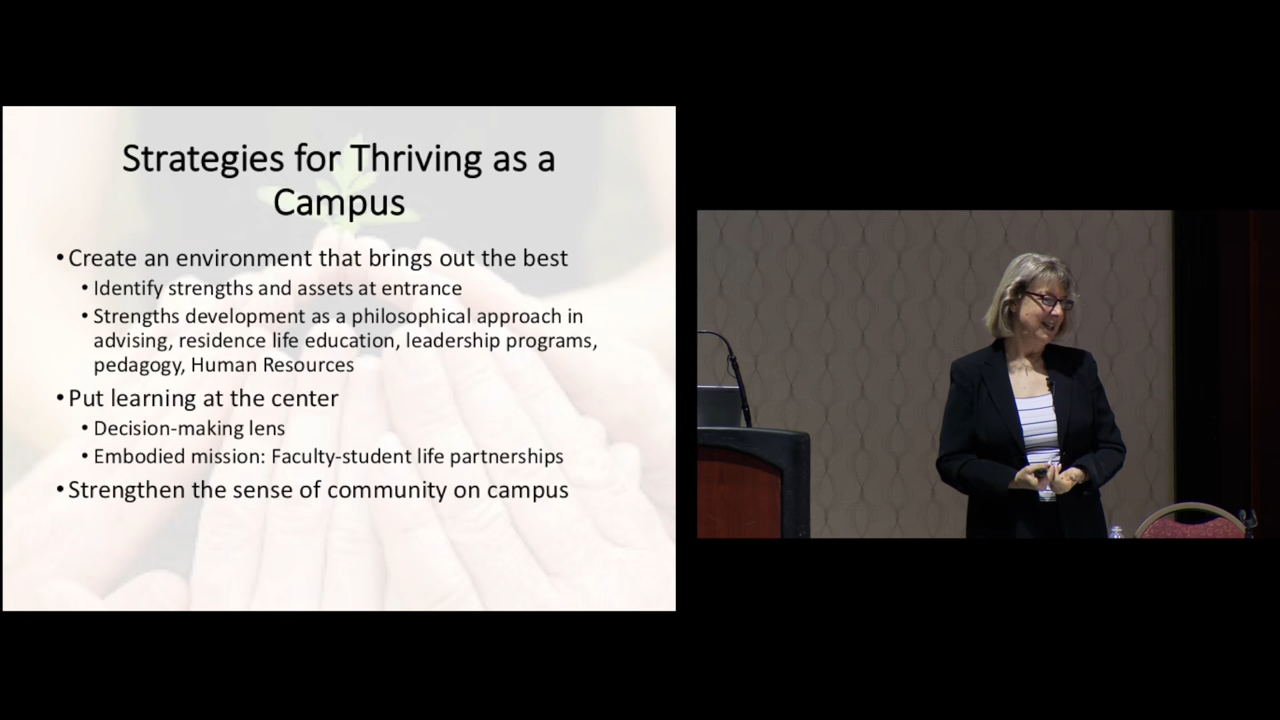 Strategies for Thriving as a
Campus
• Create an environment that brings out the best
• Identify strengths and assets at entrance
• Strengths development as a philosophical approach in
advising, residence life education, leadership programs,
pedagogy, Human Resources
• Put learning at the center
• Decision-making lens
• Embodied mission: Faculty-student life partnerships
• Strengthen the sense of community on campus